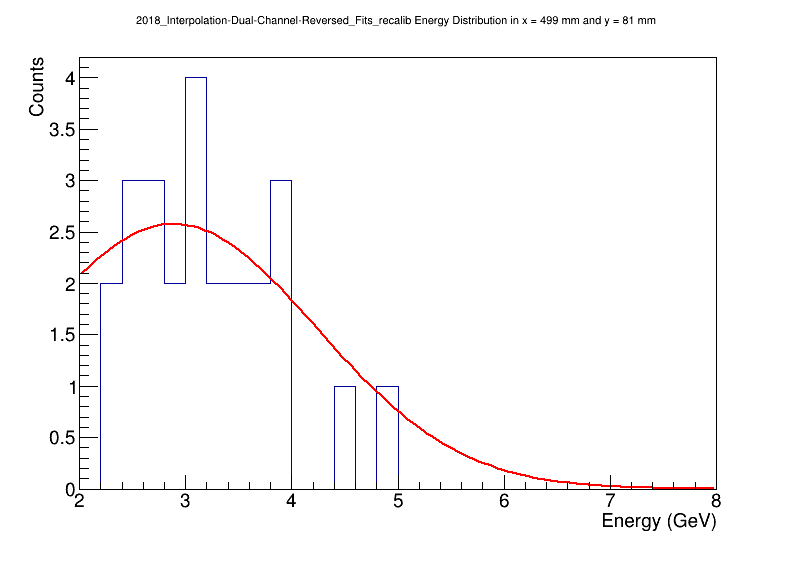 2018_Interpolation-Dual-Channel-Reversed_Fits_recalib Energy Distribution in x = 499 mm and y = 81 mm
Counts
4
3.5
3
2.5
2
1.5
1
0.5
0
2 3 4 5 6 7 8
Energy (GeV)